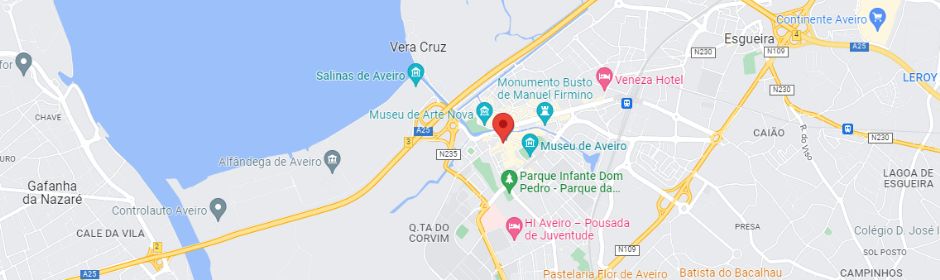 Continente Aveiro
Esgueira
N109
N230
A25
Vera Cruz
Salinas de Aveiro
Monumento Busto
de Manuel Firmino
Veneza Hotel
N230
LEROY
for
CHAVE
Museu de Arte Nova
A25
N235
Museu de Aveiro
CAIÃO
R. do Viso
N230
Alfândega de Aveiro
Parque Infante Dom
Pedro - Parque da...
LAGOA DE
ESGUEIRA
Gafanha
da Nazaré
Controlauto Aveiro
CALE DA VILA
2
Q.TA DO
CORVIM
HI Aveiro – Pousada
de Juventude
PRESA
Colégio D. José I
SOL POSTO
N109
A25
Pastelaria Flor de Aveiro
Batista do Bacalhau
CAMPINHOS